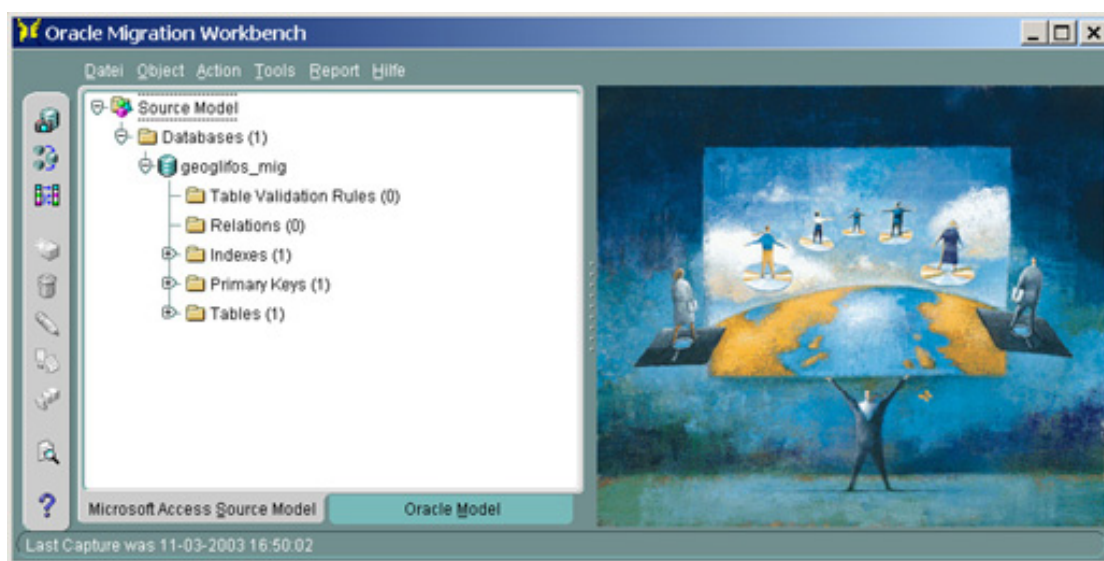 Oracle Migration Workbench
Datei Object Action Tools Report Hilfe
Source Model
Databases (1)
geoglifos_mig
Table Validation Rules (0)
Relations (0)
Indexes (1)
Primary Keys (1)
Tables (1)
Microsoft Access Source Model Oracle Model
Last Capture was 11-03-2003 16:50:02